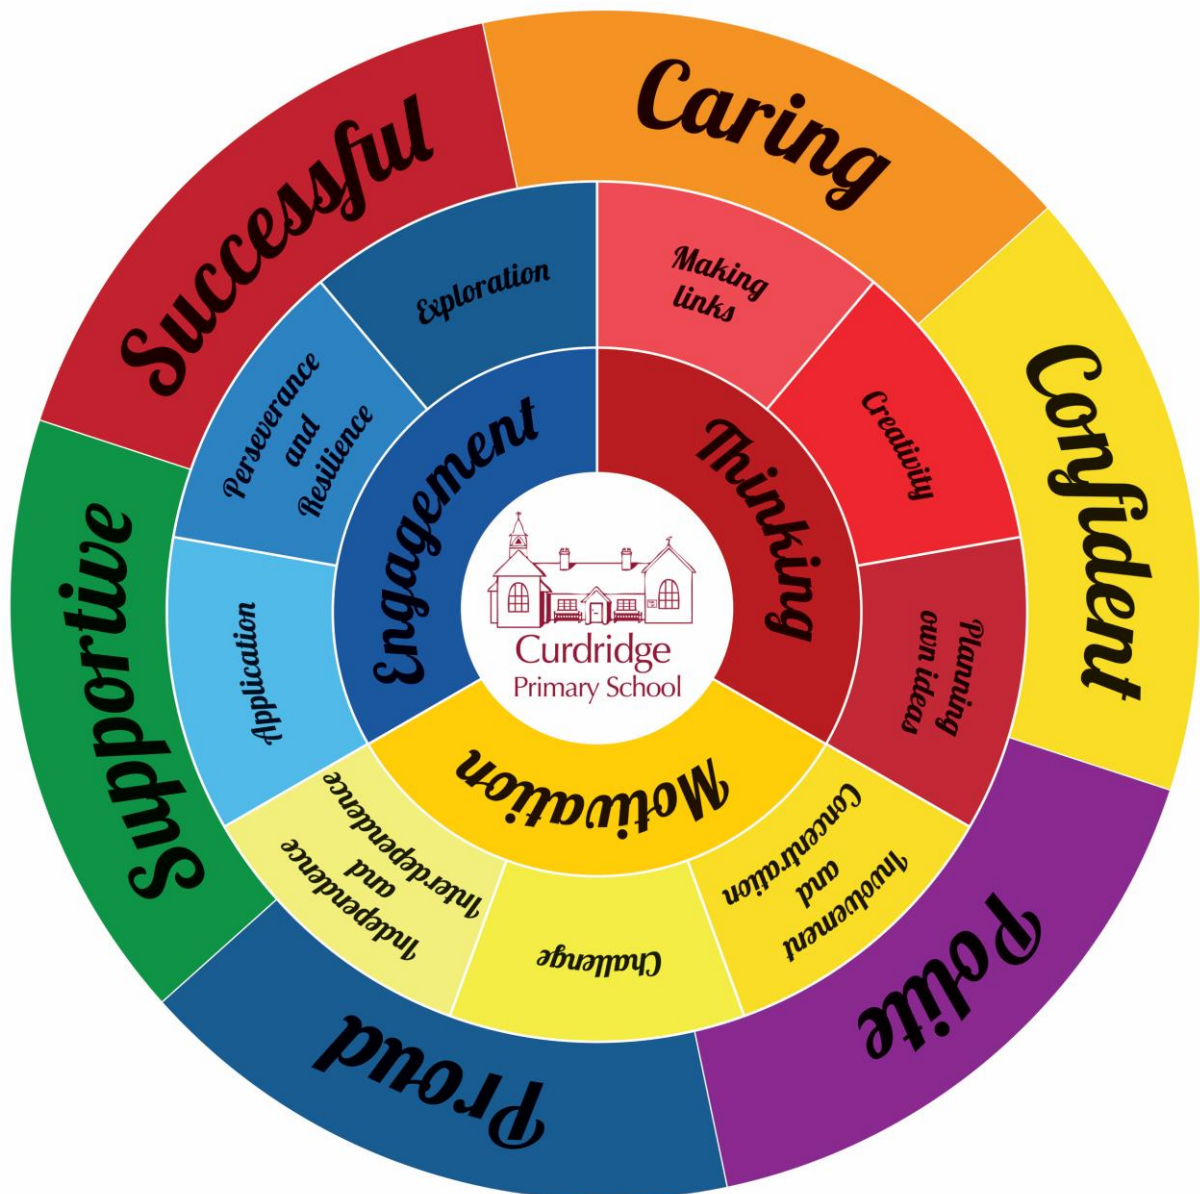 Caring
Confident
Polite
Proud
Supportive
Successful
Making
links
Creativity
Planning
own ideas
Involvement
and
Concentration
Challenge
Independence
and
Interdependence
Application
Perseverance
and
Resilience
Exploration
Thinking
Motivation
Engagement
Curdridge
Primary School